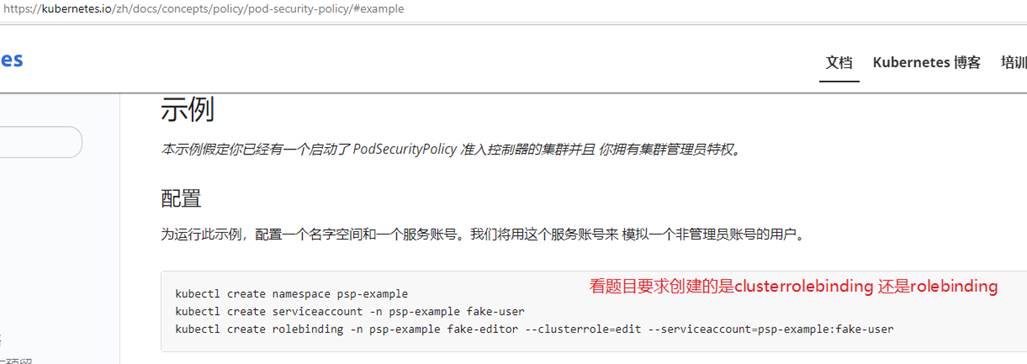 https://kubernetes.io/zh/docs/concepts/policy/pod-security-policy/#example
es
文档 Kubernetes 博客 培训
示例
本示例假定你已经有一个启动了 PodSecurityPolicy 准入控制器的集群并且 你拥有集群管理员特权。
配置
为运行此示例，配置一个名字空间和一个服务账号。我们将用这个服务账号来 模拟一个非管理员账号的用户。
看题目要求创建的是clusterrolebinding 还是rolebinding
kubectl create namespace psp-example
kubectl create serviceaccount -n psp-example fake-user
kubectl create rolebinding -n psp-example fake-editor --clusterrole=edit --serviceaccount=psp-example:fake-user